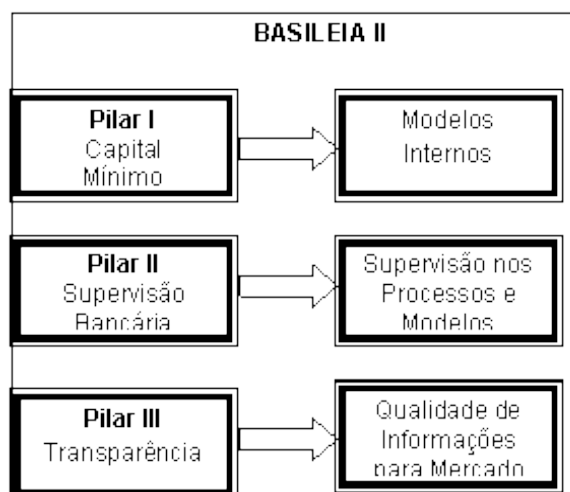 BASILEIA II
Pilar I
Capital
Mínimo
Modelos
Internos
Pilar II
Supervisão
Bancária
Supervisão nos
Processos e
Modelos
Pilar III
Transparência
Qualidade de
Informações
para Mercado